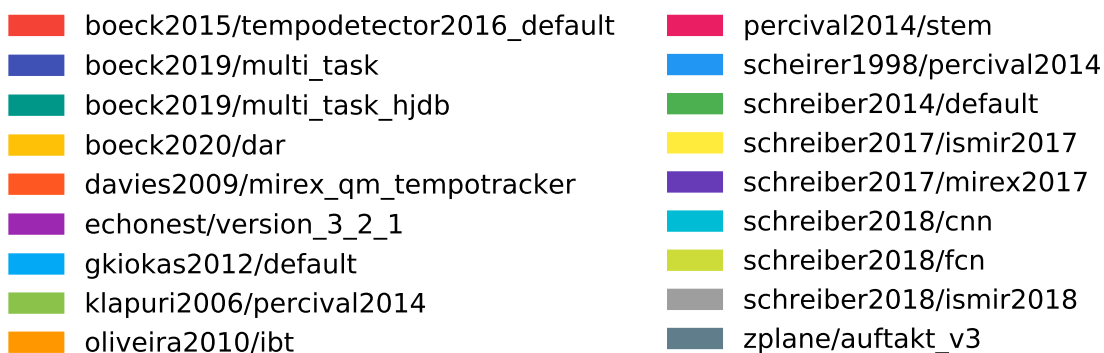 boeck2015/tempodetector2016_default
boeck2019/multi_task
boeck2019/multi_task_hjdb
boeck2020/dar
davies2009/mirex_qm_tempotracker
echonest/version_3_2_1
gkiokas2012/default
klapuri2006/percival2014
oliveira2010/ibt
percival2014/stem
scheirer1998/percival2014
schreiber2014/default
schreiber2017/ismir2017
schreiber2017/mirex2017
schreiber2018/cnn
schreiber2018/fcn
schreiber2018/ismir2018
zplane/auftakt_v3